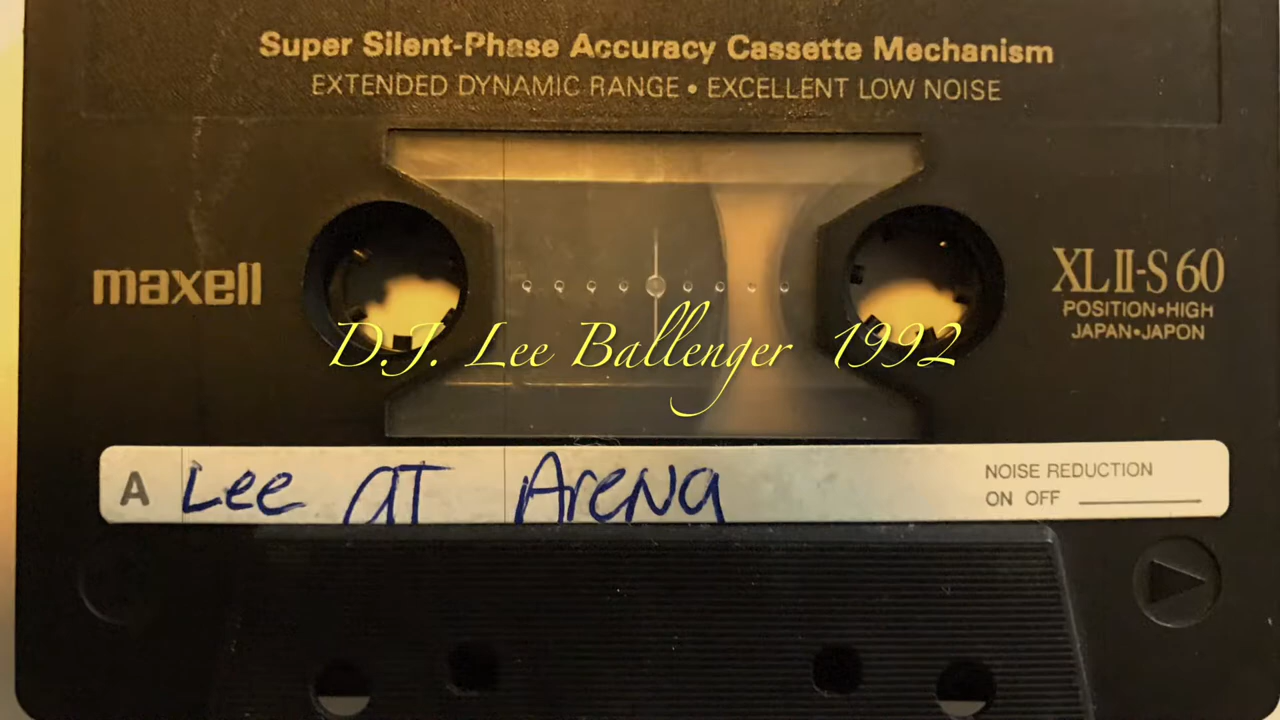 Super Silent-Phase Accuracy Cassette Mechanism
EXTENDED DYNAMIC RANGE • EXCELLENT LOW NOISE
maxell
XL II-S 60
POSITION•HIGH
JAPAN•JAPON
D.J. Lee Ballenger 1992
A Lee at Arena
NOISE REDUCTION
ON OFF